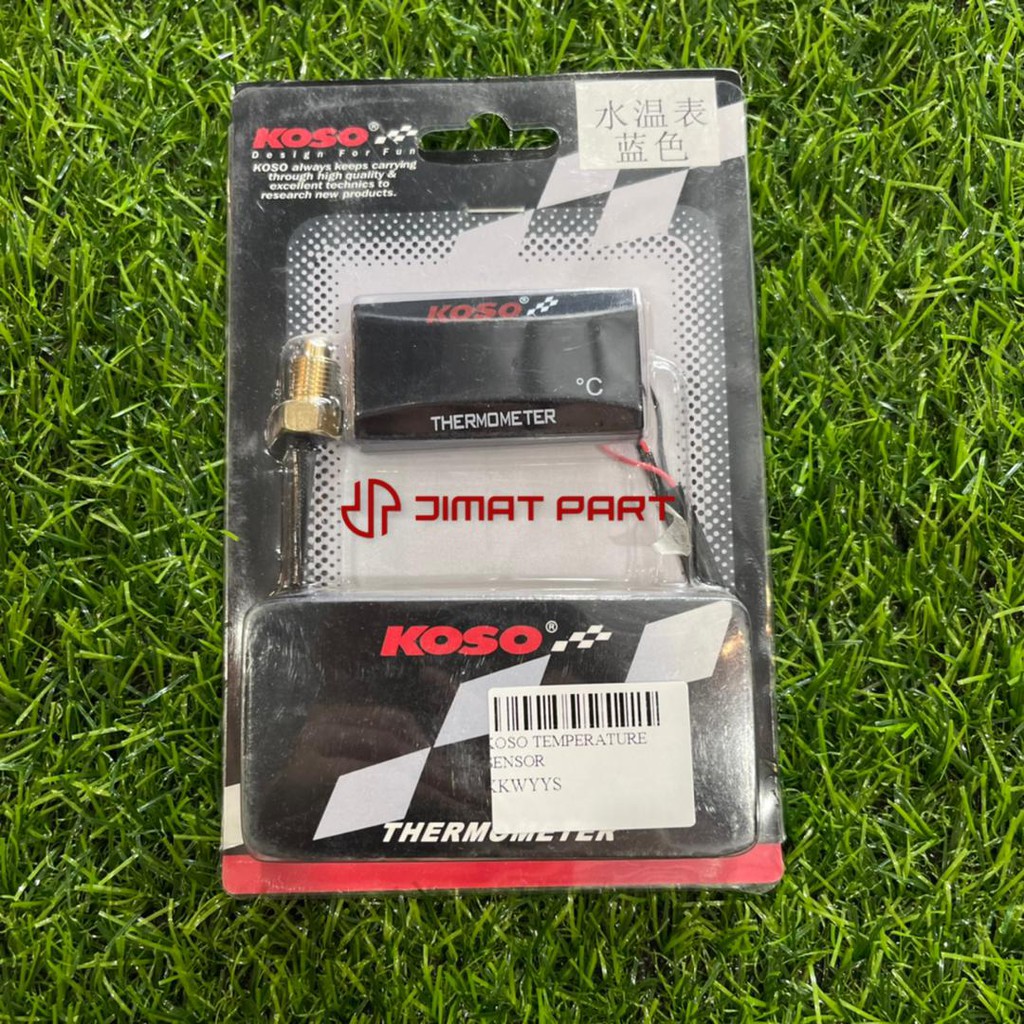 KOSO®
Design For Fun
KOSO always keeps carrying
through high quality &
excellent technics to
research new products.
水温表
蓝色
KOSO®
°C
THERMOMETER
JIMAT PART
KOSO®
KOSO TEMPERATURE
SENSOR
KKWYYS
THERMOMETER